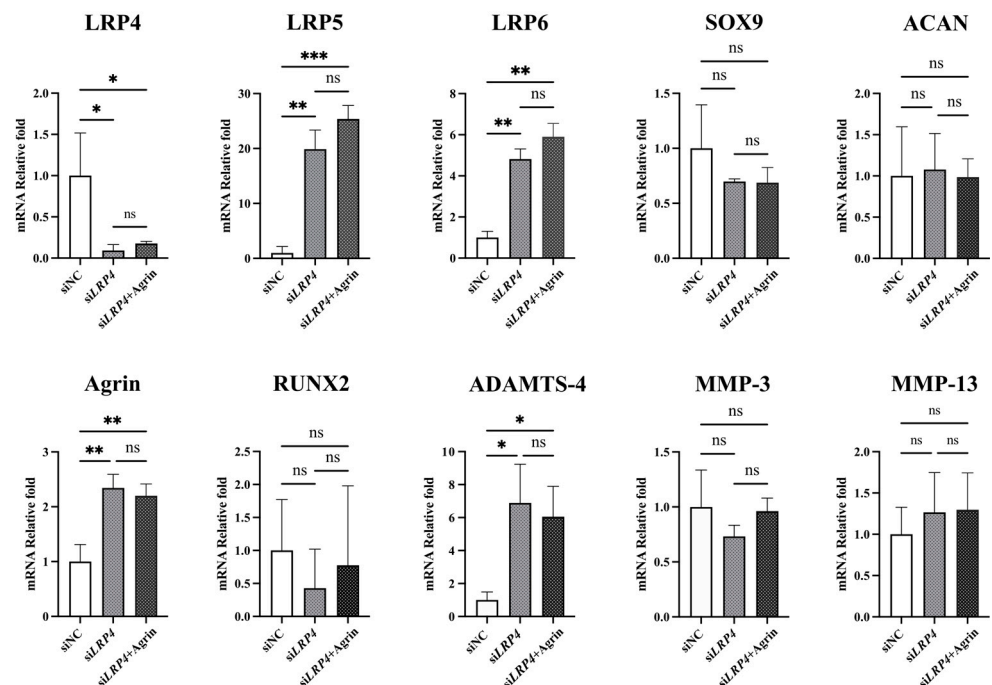 LRP4
LRP5
LRP6
SOX9
ACAN
mRNA Relative fold
2.0
1.5
1.0
0.5
0.0
*
*
ns
siNC
siLRP4
siLRP4+Agrin
mRNA Relative fold
30
20
10
0
***
ns
**
siNC
siLRP4
siLRP4+Agrin
mRNA Relative fold
8
6
4
2
0
**
ns
**
siNC
siLRP4
siLRP4+Agrin
mRNA Relative fold
1.5
1.0
0.5
0.0
ns
ns
ns
siNC
siLRP4
siLRP4+Agrin
mRNA Relative fold
2.0
1.5
1.0
0.5
0.0
ns
ns
ns
siNC
siLRP4
siLRP4+Agrin
Agrin
RUNX2
ADAMTS-4
MMP-3
MMP-13
mRNA Relative fold
3
2
1
0
**
** ns
siNC
siLRP4
siLRP4+Agrin
mRNA Relative fold
2.5
2.0
1.5
1.0
0.5
0.0
ns
ns
ns
siNC
siLRP4
siLRP4+Agrin
mRNA Relative fold
10
8
6
4
2
0
*
* ns
siNC
siLRP4
siLRP4+Agrin
mRNA Relative fold
1.5
1.0
0.5
0.0
ns
ns
ns
siNC
siLRP4
siLRP4+Agrin
mRNA Relative fold
2.0
1.5
1.0
0.5
0.0
ns
ns ns
siNC
siLRP4
siLRP4+Agrin